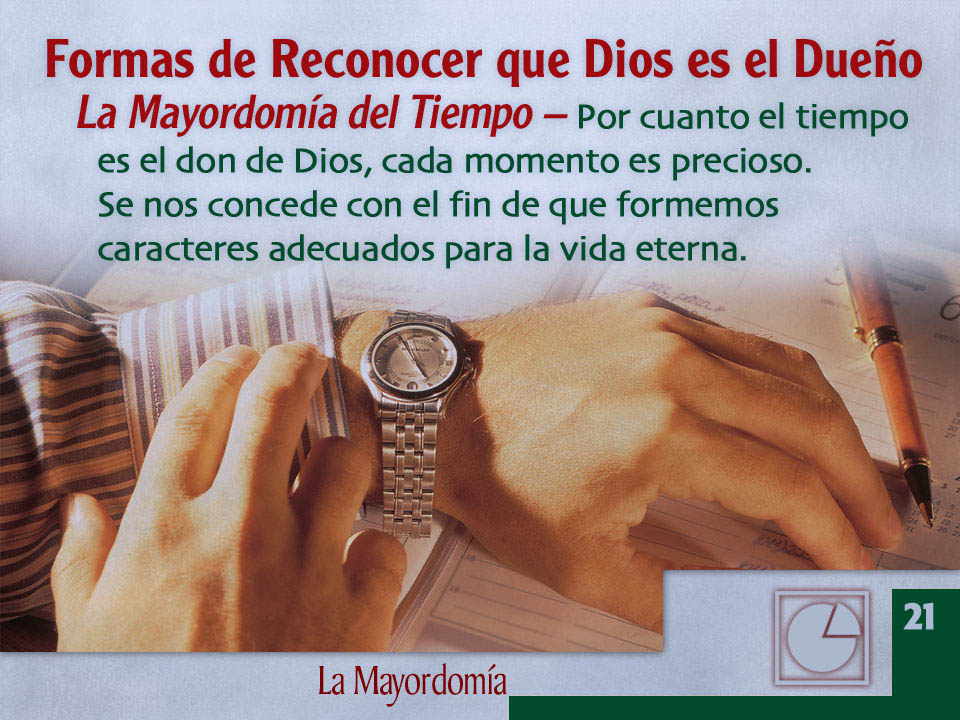 Formas de Reconocer que Dios es el Dueño
La Mayordomía del Tiempo – Por cuanto el tiempo
es el don de Dios, cada momento es precioso.
Se nos concede con el fin de que formemos
caracteres adecuados para la vida eterna.
21
La Mayordomía